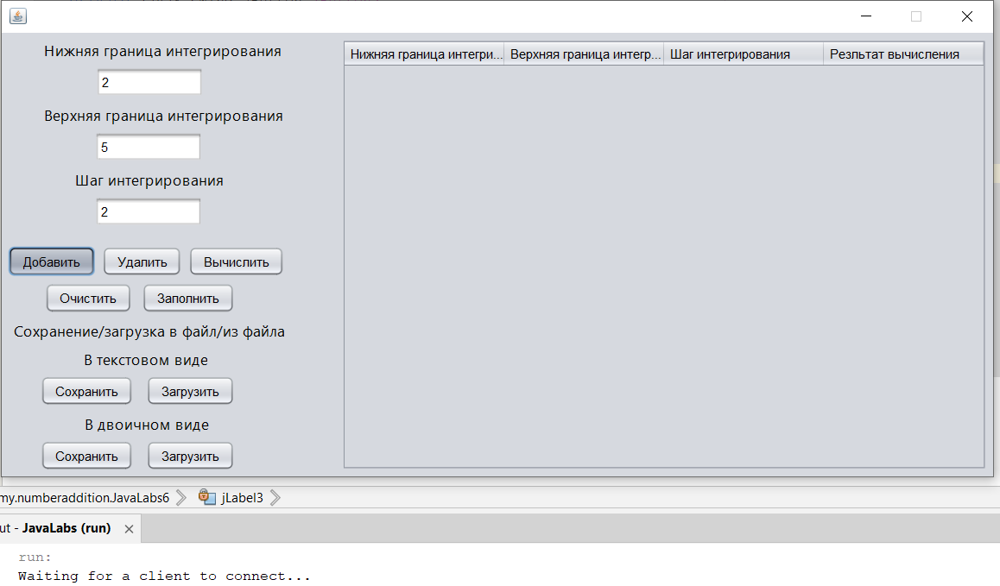 Нижняя граница интегрирования
2
Верхняя граница интегрирования
5
Шаг интегрирования
2
Добавить Удалить Вычислить
Очистить Заполнить
Сохранение/загрузка в файл/из файла
В текстовом виде
Сохранить Загрузить
В двоичном виде
Сохранить Загрузить
Нижняя граница интегри... Верхняя граница интегр... Шаг интегрирования Резльтат вычисления
my.numberaddition.JavaLabs6 jLabel3
ut - JavaLabs (run)
run:
Waiting for a client to connect...